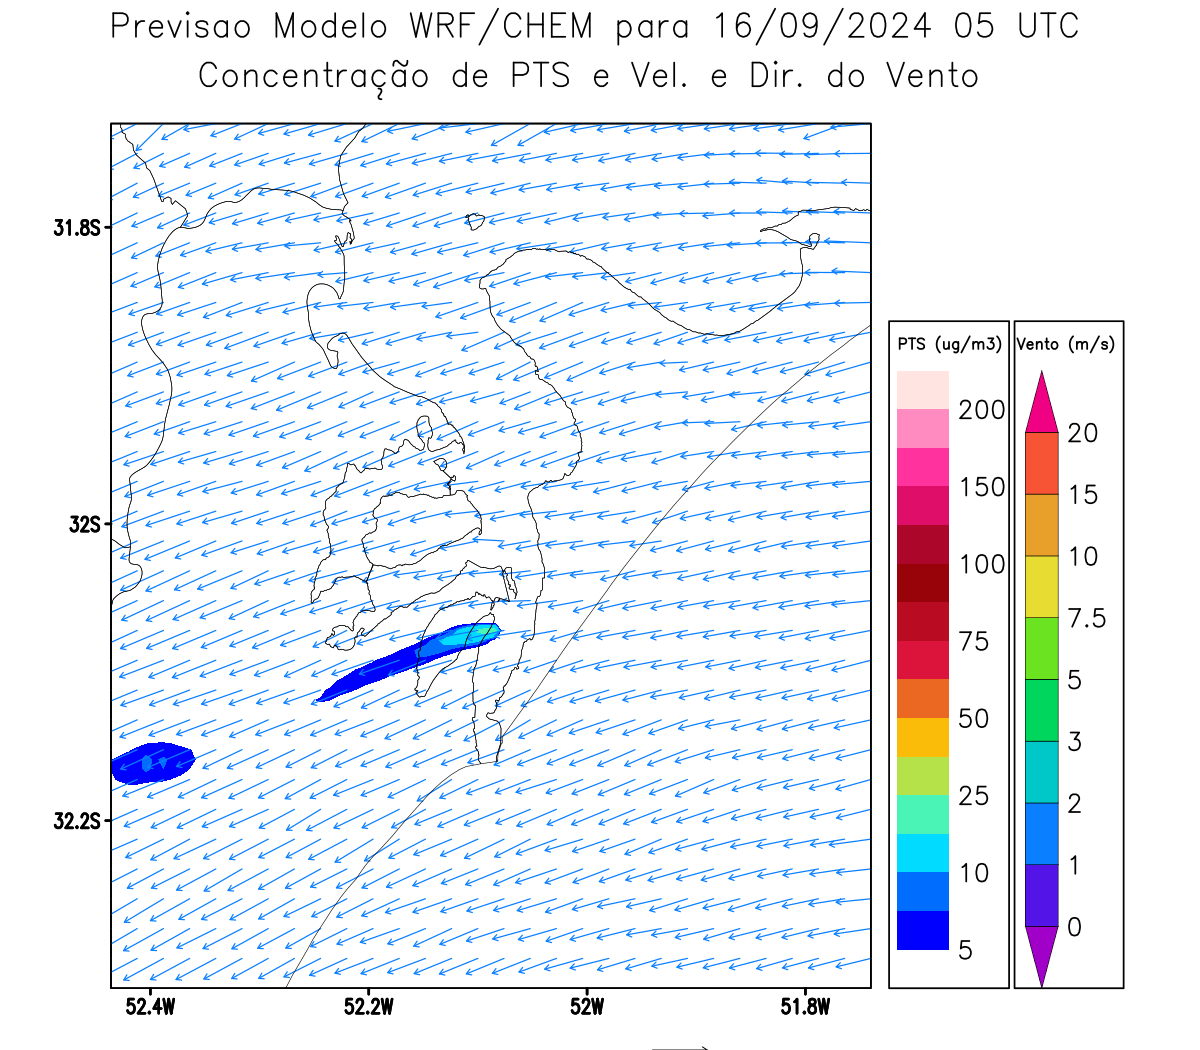 Previsao Modelo WRF/CHEM para 16/09/2024 05 UTC
Concentração de PTS e Vel. e Dir. do Vento
31.8S
32S
32.2S
52.4W
52.2W
52W
51.8W
PTS (ug/m3)
200
150
100
75
50
25
10
5
Vento (m/s)
20
15
10
7.5
5
3
2
1
0